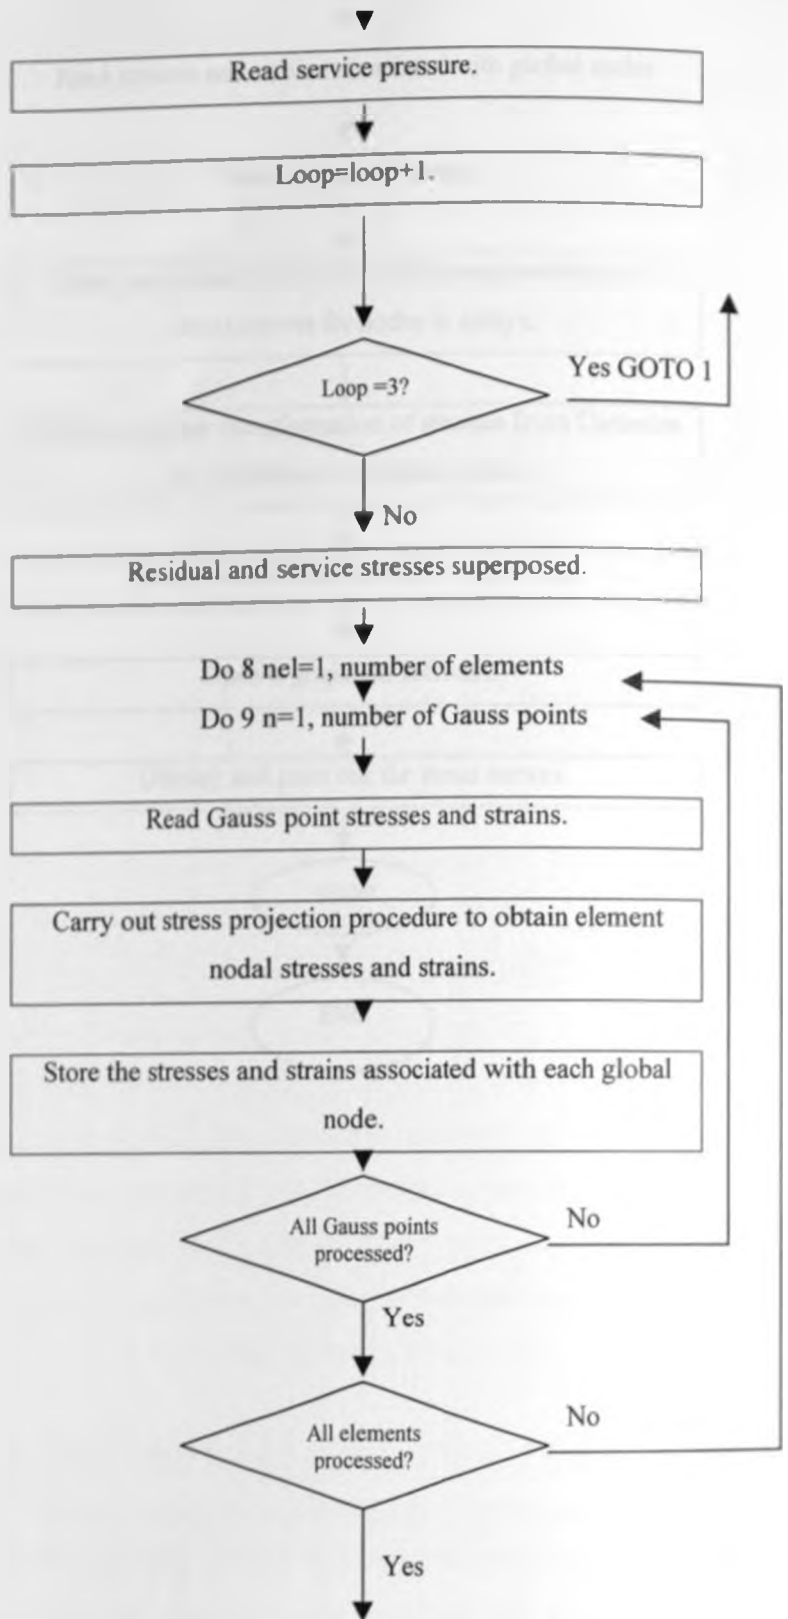 Read service pressure.
Loop=loop+1.
Loop =3?
Yes GOTO 1
No
Residual and service stresses superposed.
Do 8 nel=1, number of elements
Do 9 n=1, number of Gauss points
Read Gauss point stresses and strains.
Carry out stress projection procedure to obtain element
nodal stresses and strains.
Store the stresses and strains associated with each global
node.
All Gauss points
processed?
No
Yes
All elements
processed?
No
Yes